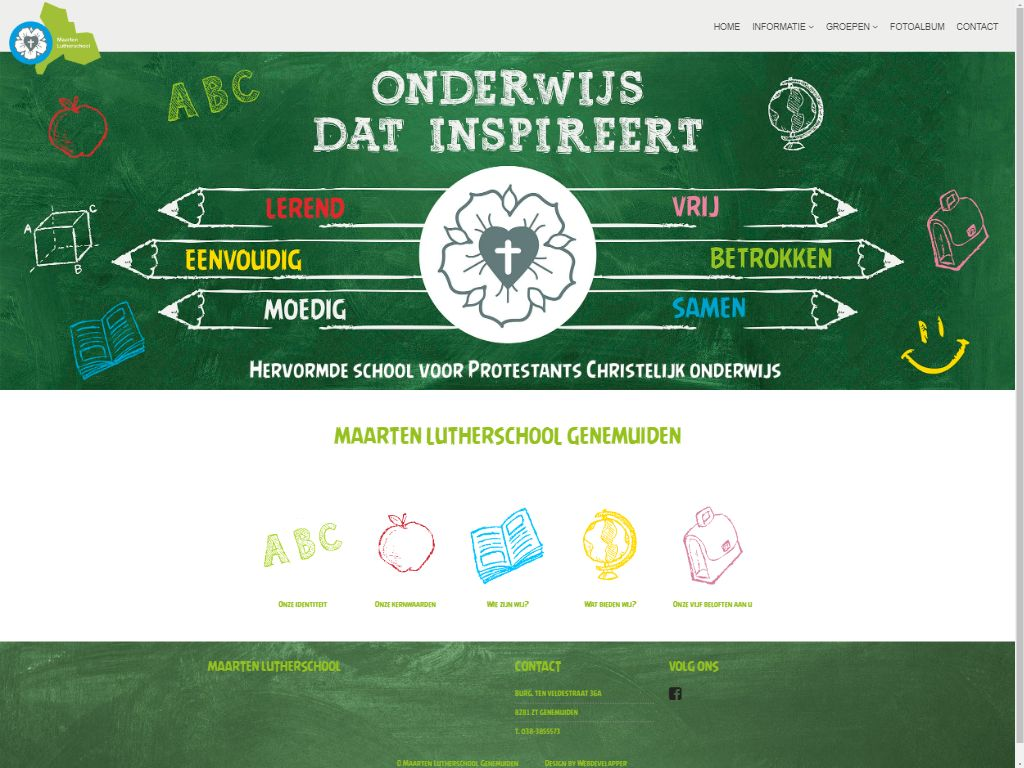 Maarten
Lutherschool
HOME INFORMATIE GROEPEN FOTOALBUM CONTACT
ABC
ONDERWIJS
DAT INSPIREERT
LEREND
VRIJ
EENVOUDIG
BETROKKEN
MOEDIG
SAMEN
A
B
C
HERVORMDE SCHOOL VOOR PROTESTANTS CHRISTELIJK ONDERWIJS
MAARTEN LUTHERSCHOOL GENEMUIDEN
ABC
ONZE IDENTITEIT
ONZE KERNWAARDEN
WIE ZIJN WIJ?
WAT BIEDEN WIJ?
ONZE VIJF BELOFTEN AAN U
MAARTEN LUTHERSCHOOL
CONTACT
VOLG ONS
BURG. TEN VELDESTRAAT 36A
8281 ZT GENEMUIDEN
T. 038-3855573
© MAARTEN LUTHERSCHOOL GENEMUIDEN
DESIGN BY WEBDEVELAPPER